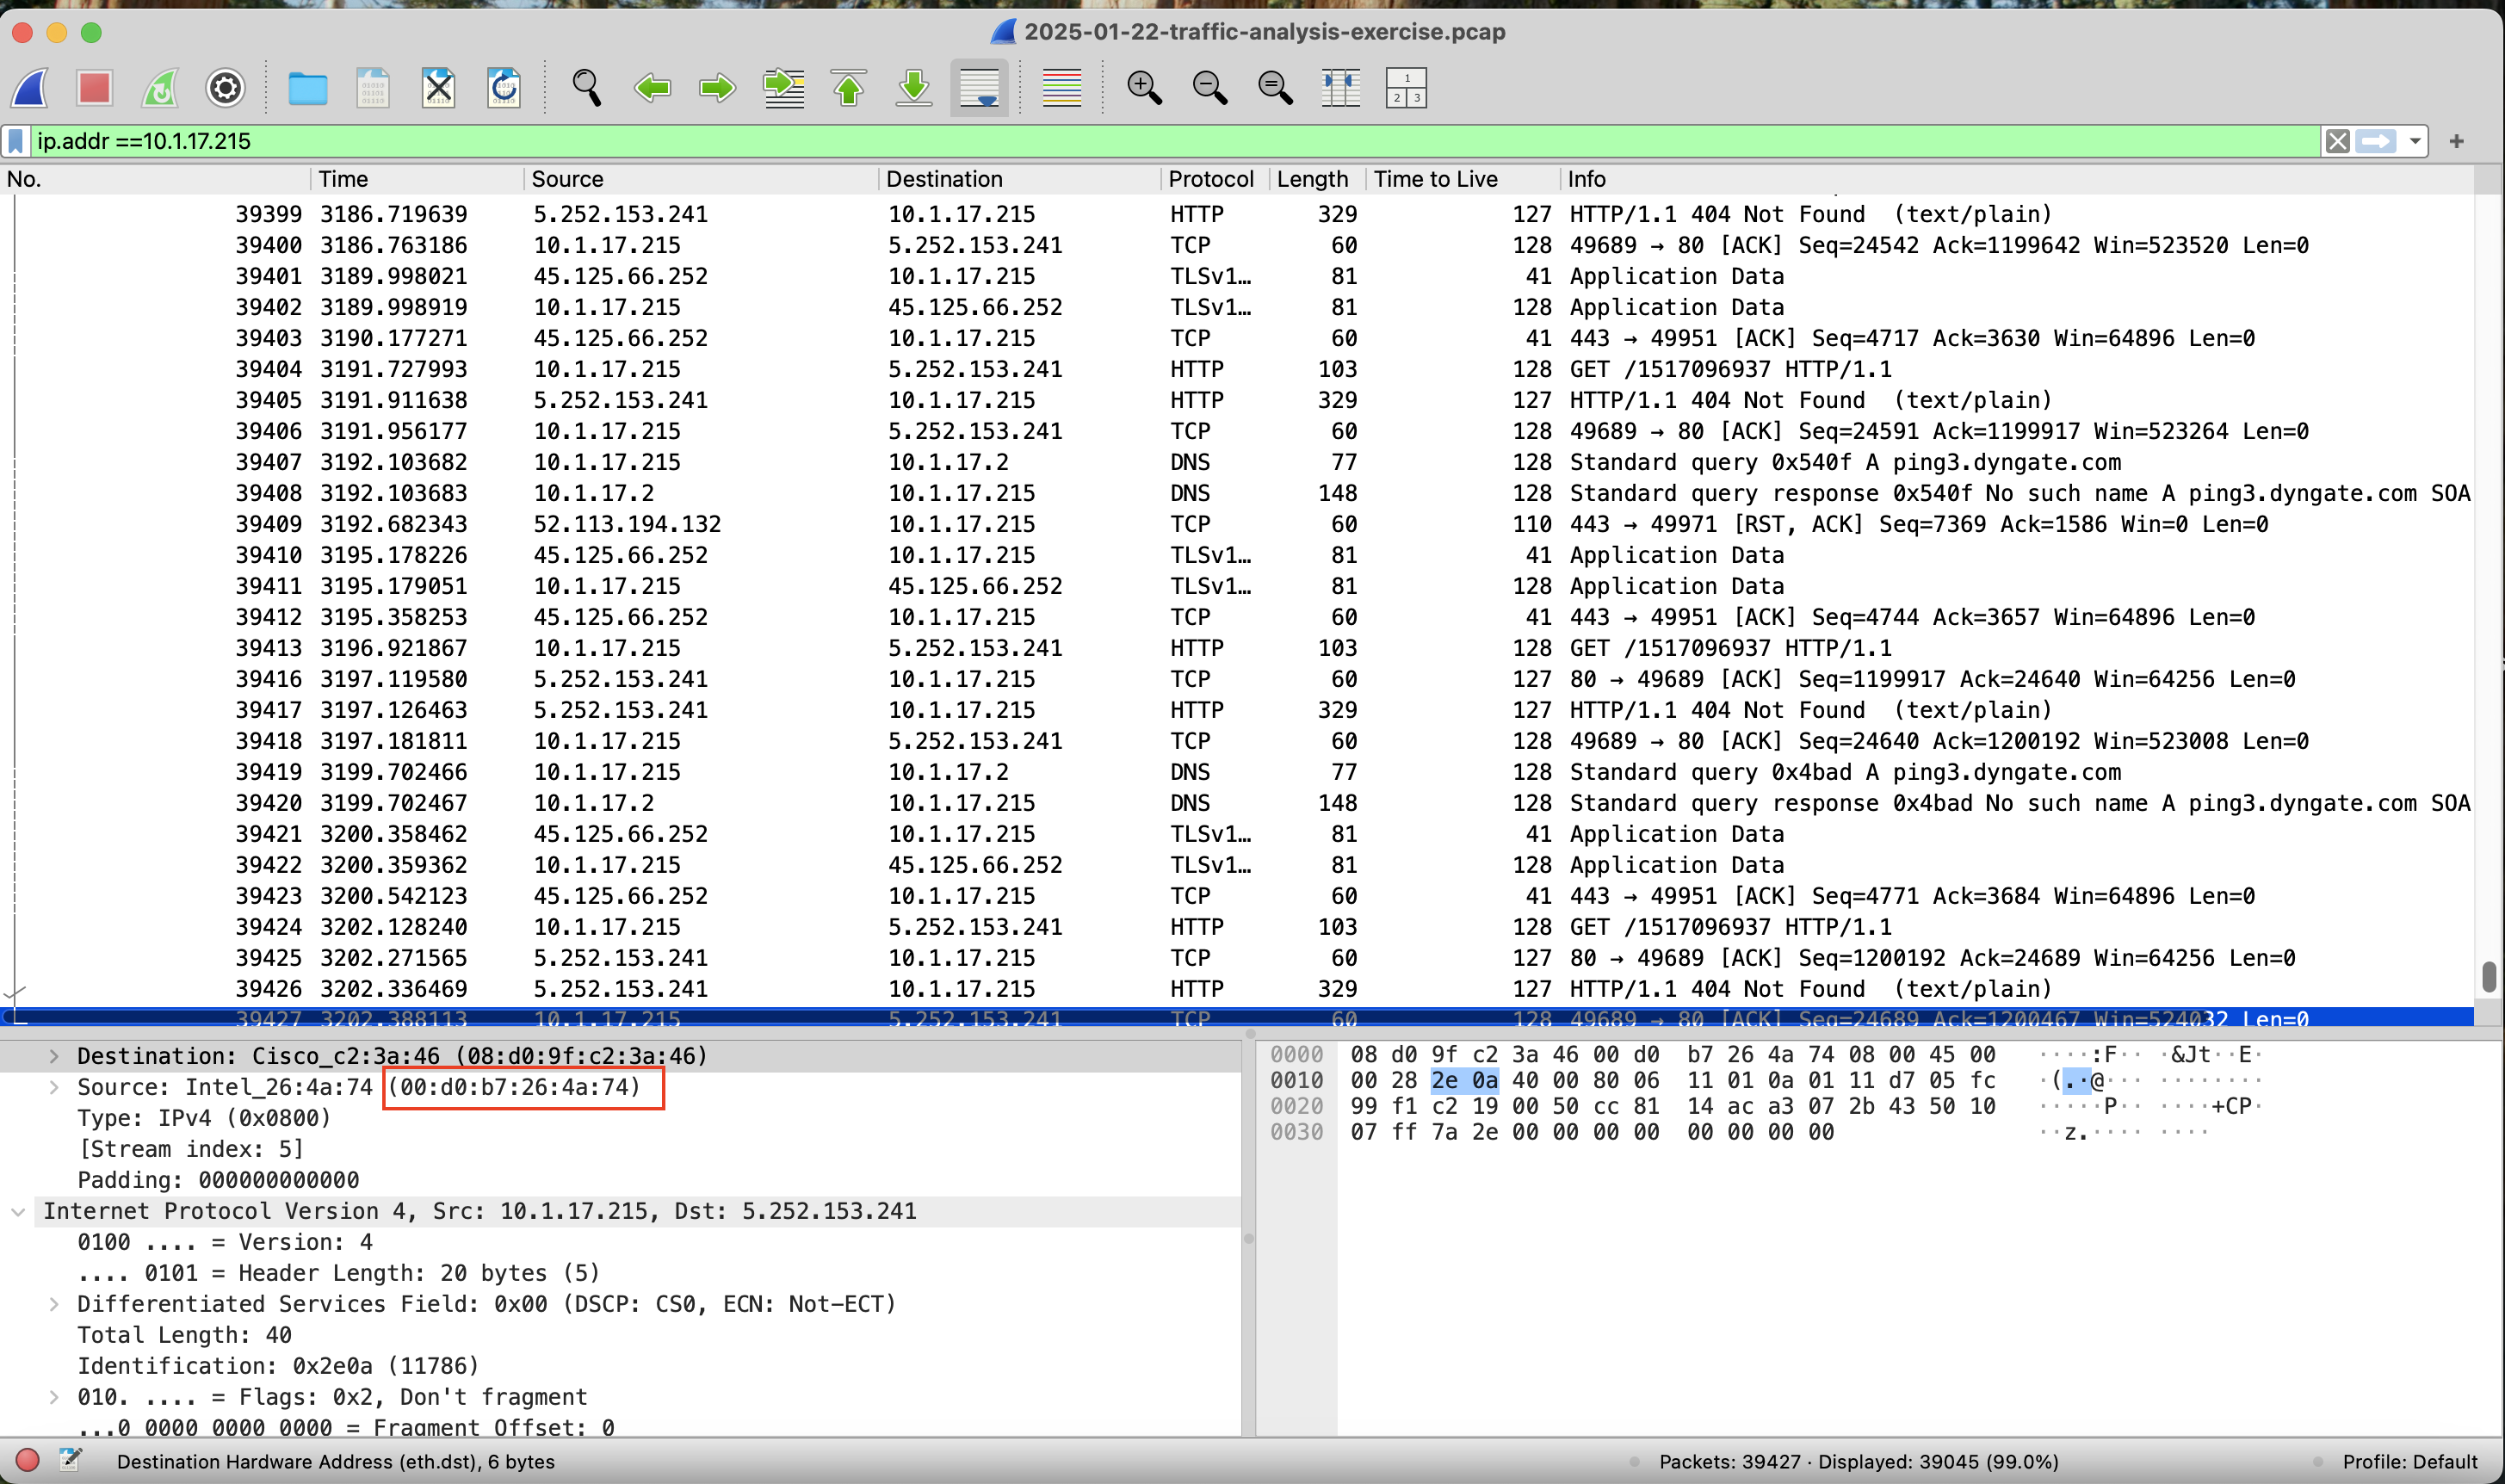 2025-01-22-traffic-analysis-exercise.pcap
ip.addr ==10.1.17.215
No. Time Source Destination Protocol Length Time to Live Info
39399 3186.719639 5.252.153.241 10.1.17.215 HTTP 329 127 HTTP/1.1 404 Not Found (text/plain)
39400 3186.763186 10.1.17.215 5.252.153.241 TCP 60 128 49689 → 80 [ACK] Seq=24542 Ack=1199642 Win=523520 Len=0
39401 3189.998021 45.125.66.252 10.1.17.215 TLSv1… 81 41 Application Data
39402 3189.998919 10.1.17.215 45.125.66.252 TLSv1… 81 128 Application Data
39403 3190.177271 45.125.66.252 10.1.17.215 TCP 60 41 443 → 49951 [ACK] Seq=4717 Ack=3630 Win=64896 Len=0
39404 3191.727993 10.1.17.215 5.252.153.241 HTTP 103 128 GET /1517096937 HTTP/1.1
39405 3191.911638 5.252.153.241 10.1.17.215 HTTP 329 127 HTTP/1.1 404 Not Found (text/plain)
39406 3191.956177 10.1.17.215 5.252.153.241 TCP 60 128 49689 → 80 [ACK] Seq=24591 Ack=1199917 Win=523264 Len=0
39407 3192.103682 10.1.17.215 10.1.17.2 DNS 77 128 Standard query 0x540f A ping3.dyngate.com
39408 3192.103683 10.1.17.2 10.1.17.215 DNS 148 128 Standard query response 0x540f No such name A ping3.dyngate.com SOA
39409 3192.682343 52.113.194.132 10.1.17.215 TCP 60 110 443 → 49971 [RST, ACK] Seq=7369 Ack=1586 Win=0 Len=0
39410 3195.178226 45.125.66.252 10.1.17.215 TLSv1… 81 41 Application Data
39411 3195.179051 10.1.17.215 45.125.66.252 TLSv1… 81 128 Application Data
39412 3195.358253 45.125.66.252 10.1.17.215 TCP 60 41 443 → 49951 [ACK] Seq=4744 Ack=3657 Win=64896 Len=0
39413 3196.921867 10.1.17.215 5.252.153.241 HTTP 103 128 GET /1517096937 HTTP/1.1
39416 3197.119580 5.252.153.241 10.1.17.215 TCP 60 127 80 → 49689 [ACK] Seq=1199917 Ack=24640 Win=64256 Len=0
39417 3197.126463 5.252.153.241 10.1.17.215 HTTP 329 127 HTTP/1.1 404 Not Found (text/plain)
39418 3197.181811 10.1.17.215 5.252.153.241 TCP 60 128 49689 → 80 [ACK] Seq=24640 Ack=1200192 Win=523008 Len=0
39419 3199.702466 10.1.17.215 10.1.17.2 DNS 77 128 Standard query 0x4bad A ping3.dyngate.com
39420 3199.702467 10.1.17.2 10.1.17.215 DNS 148 128 Standard query response 0x4bad No such name A ping3.dyngate.com SOA
39421 3200.358462 45.125.66.252 10.1.17.215 TLSv1… 81 41 Application Data
39422 3200.359362 10.1.17.215 45.125.66.252 TLSv1… 81 128 Application Data
39423 3200.542123 45.125.66.252 10.1.17.215 TCP 60 41 443 → 49951 [ACK] Seq=4771 Ack=3684 Win=64896 Len=0
39424 3202.128240 10.1.17.215 5.252.153.241 HTTP 103 128 GET /1517096937 HTTP/1.1
39425 3202.271565 5.252.153.241 10.1.17.215 TCP 60 127 80 → 49689 [ACK] Seq=1200192 Ack=24689 Win=64256 Len=0
39426 3202.336469 5.252.153.241 10.1.17.215 HTTP 329 127 HTTP/1.1 404 Not Found (text/plain)
39427 3202.388113 10.1.17.215 5.252.153.241 TCP 60 128 49689 → 80 [ACK] Seq=24689 Ack=1200467 Win=524032 Len=0
Destination: Cisco_c2:3a:46 (08:d0:9f:c2:3a:46)
Source: Intel_26:4a:74 (00:d0:b7:26:4a:74)
Type: IPv4 (0x0800)
[Stream index: 5]
Padding: 000000000000
Internet Protocol Version 4, Src: 10.1.17.215, Dst: 5.252.153.241
0100 .... = Version: 4
.... 0101 = Header Length: 20 bytes (5)
Differentiated Services Field: 0x00 (DSCP: CS0, ECN: Not-ECT)
Total Length: 40
Identification: 0x2e0a (11786)
010. .... = Flags: 0x2, Don't fragment
...0 0000 0000 0000 = Fragment Offset: 0
0000 08 d0 9f c2 3a 46 00 d0 b7 26 4a 74 08 00 45 00 ····:F·· ·&Jt··E·
0010 00 28 2e 0a 40 00 80 06 11 01 0a 01 11 d7 05 fc ·(.·@··· ········
0020 99 f1 c2 19 00 50 cc 81 14 ac a3 07 2b 43 50 10 ·····P·· ····+CP·
0030 07 ff 7a 2e 00 00 00 00 00 00 00 00 ··z.···· ····
Destination Hardware Address (eth.dst), 6 bytes
Packets: 39427 · Displayed: 39045 (99.0%)
Profile: Default